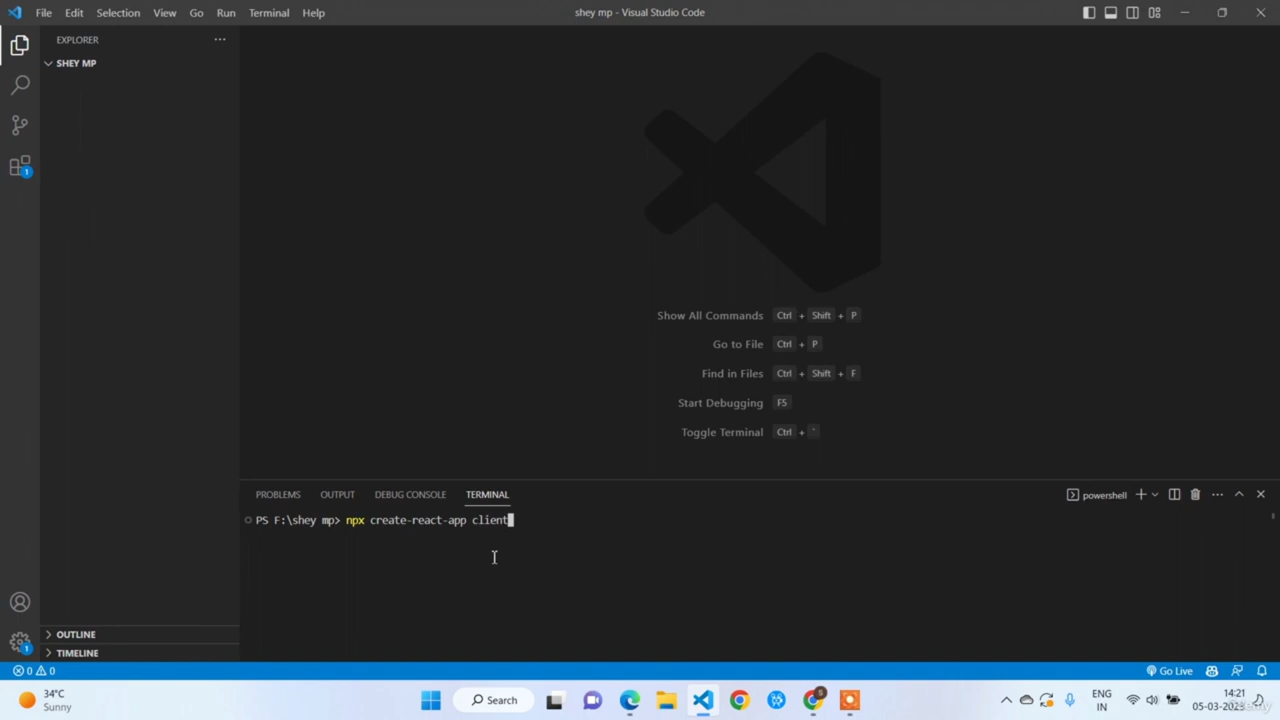 File Edit Selection View Go Run Terminal Help
shey mp - Visual Studio Code
EXPLORER
SHEY MP
1
Show All Commands Ctrl + Shift + P
Go to File Ctrl + P
Find in Files Ctrl + Shift + F
Start Debugging F5
Toggle Terminal Ctrl + `
PROBLEMS OUTPUT DEBUG CONSOLE TERMINAL
powershell
PS F:\shey mp> npx create-react-app client
OUTLINE
1
TIMELINE
0 0
Go Live
34°C
Sunny
Search
S
ENG
IN
14:21
05-03-2023